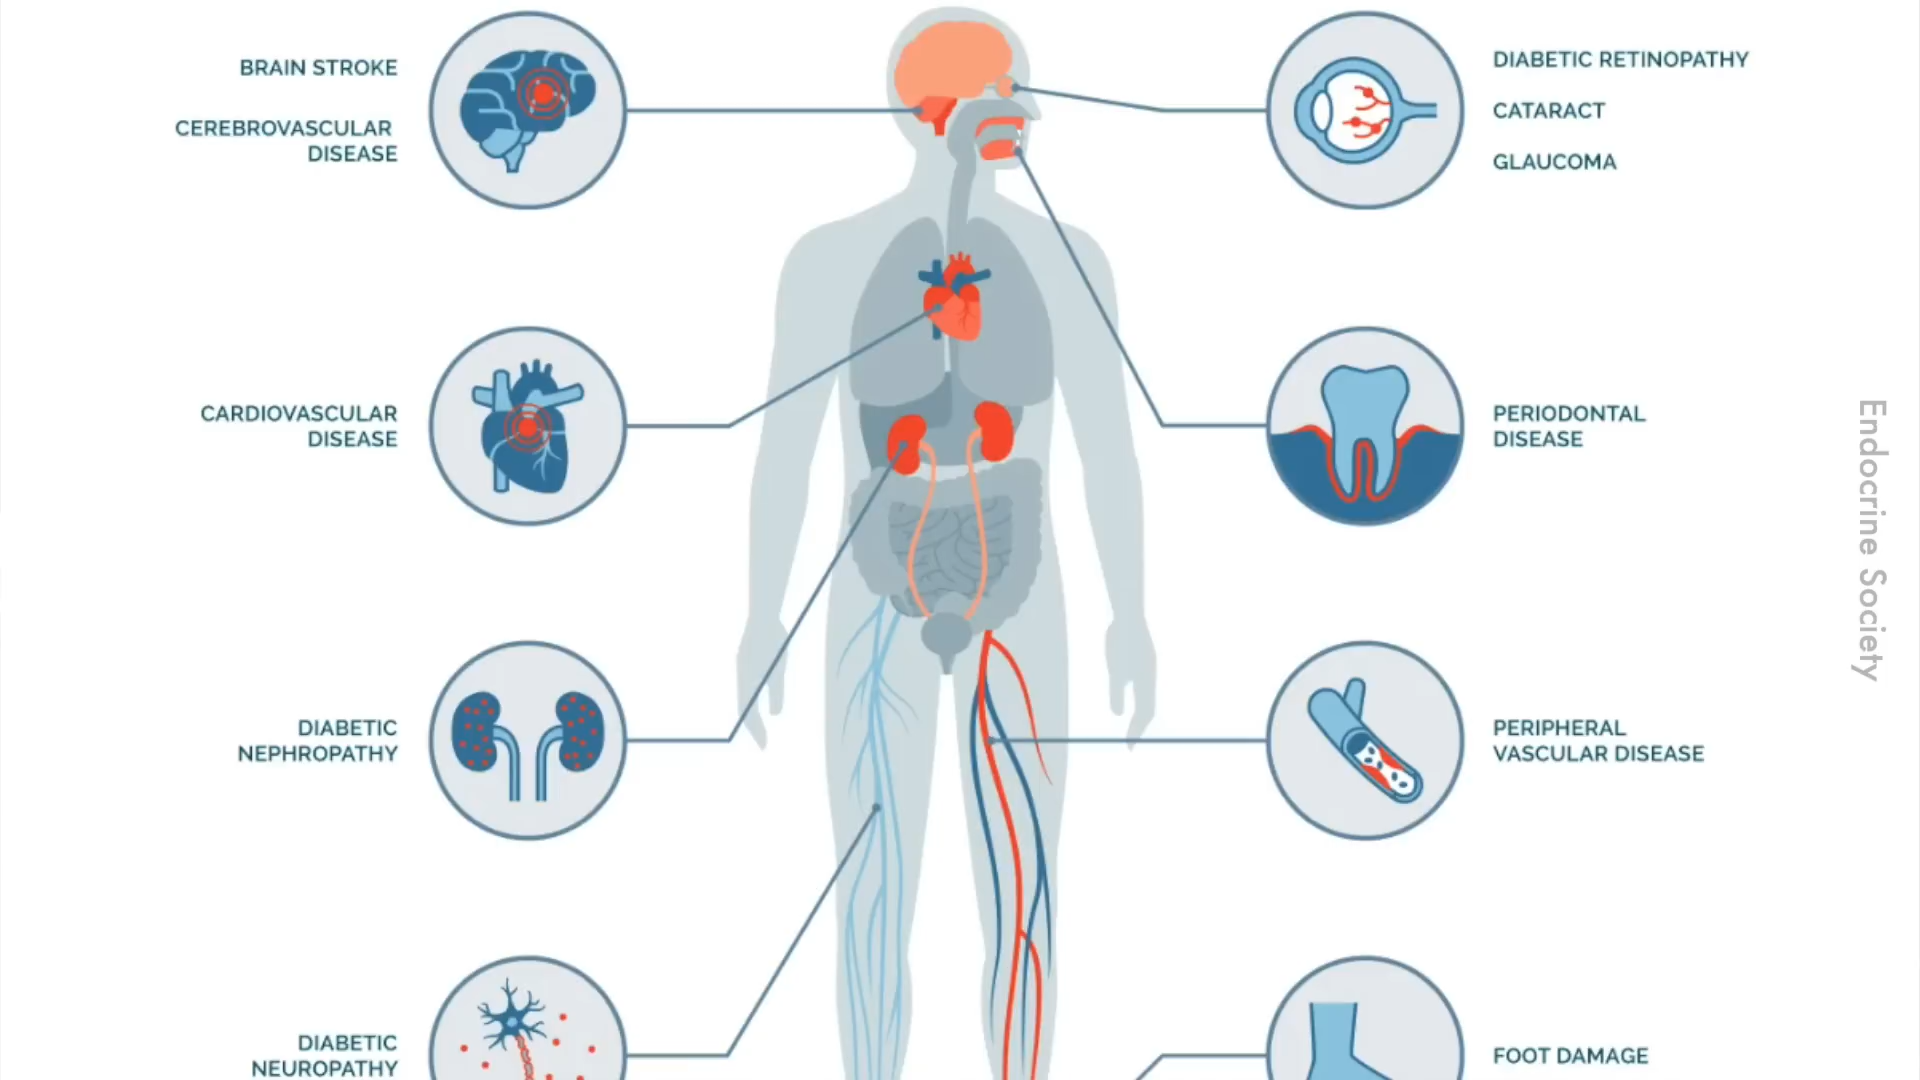 BRAIN STROKE
CEREBROVASCULAR
DISEASE
CARDIOVASCULAR
DISEASE
DIABETIC
NEPHROPATHY
DIABETIC
NEUROPATHY
DIABETIC RETINOPATHY
CATARACT
GLAUCOMA
PERIODONTAL
DISEASE
PERIPHERAL
VASCULAR DISEASE
FOOT DAMAGE
Endocrine Society